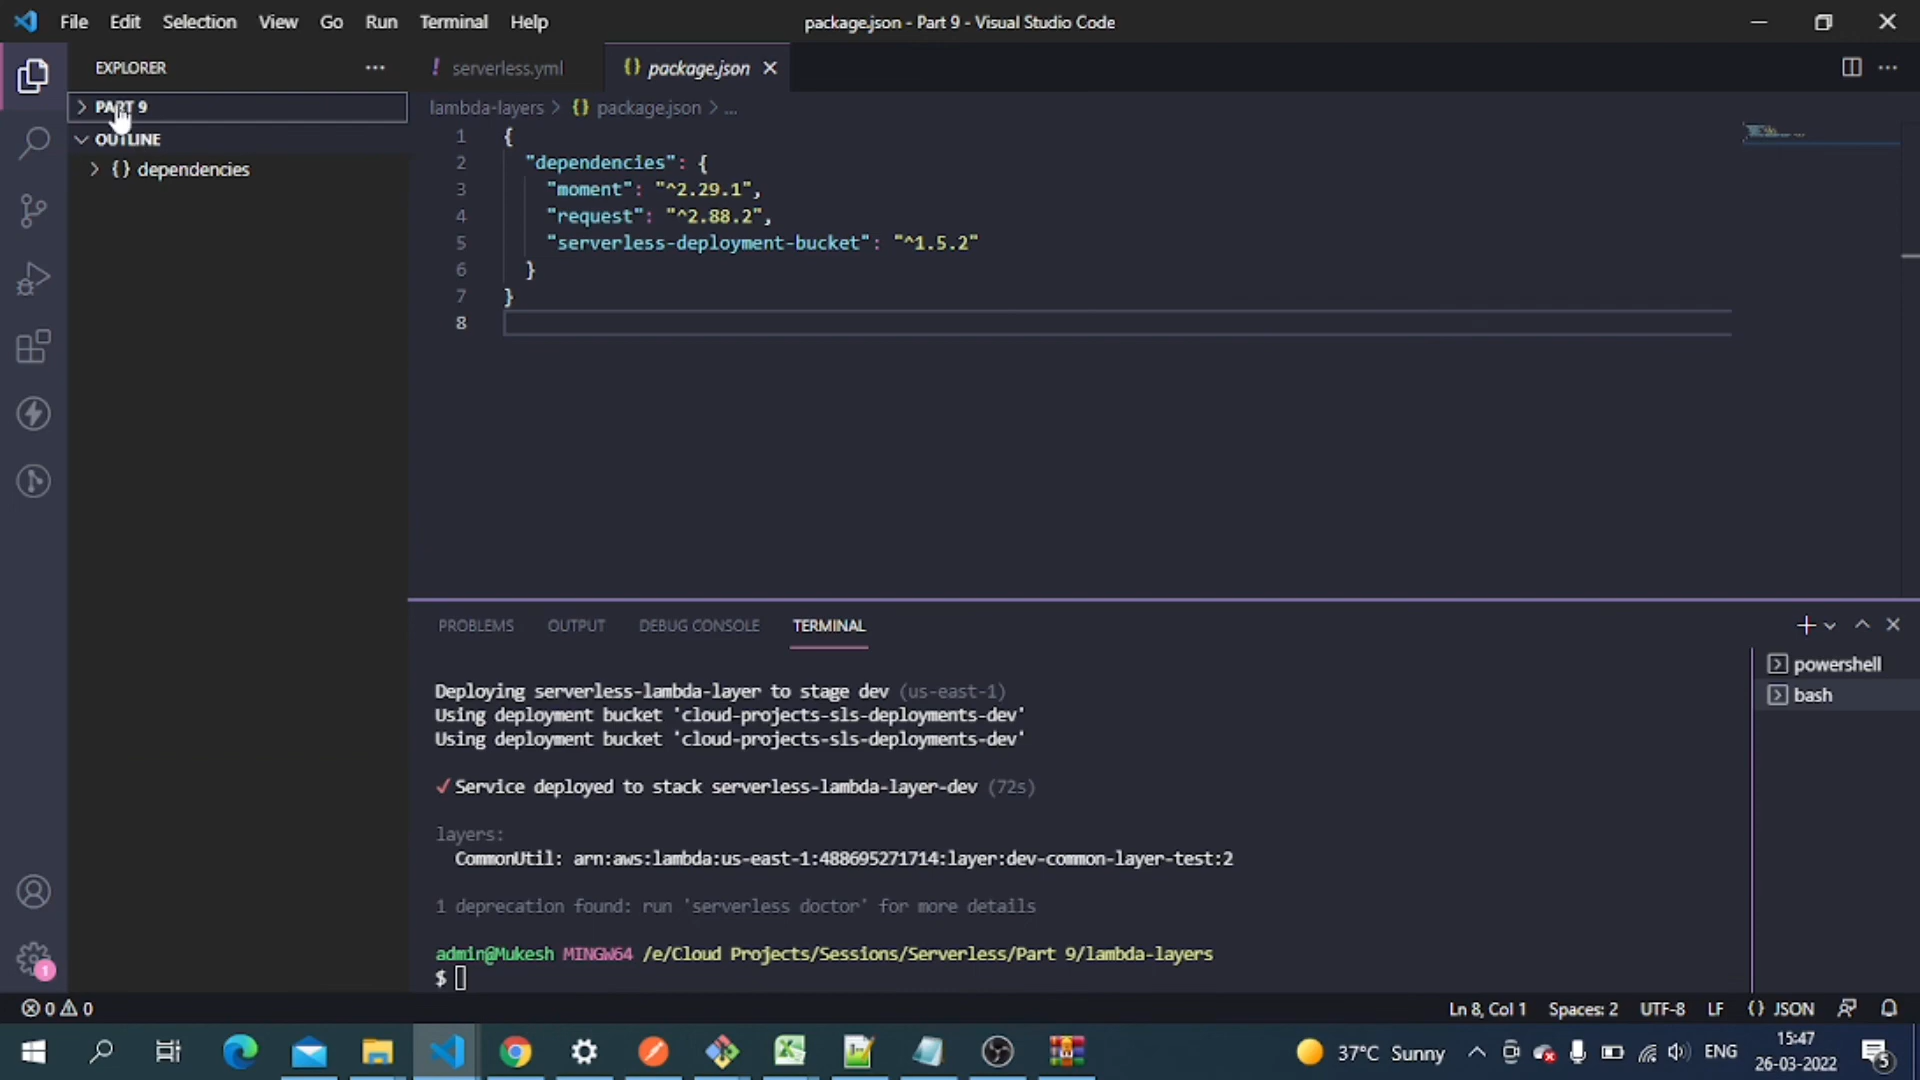 File Edit Selection View Go Run Terminal Help
package.json - Part 9 - Visual Studio Code
EXPLORER
PART 9
OUTLINE
{} dependencies
! serverless.yml
{} package.json
lambda-layers > {} package.json > ...
1 {
2 "dependencies": {
3 "moment": "^2.29.1",
4 "request": "^2.88.2",
5 "serverless-deployment-bucket": "^1.5.2"
6 }
7 }
8
PROBLEMS OUTPUT DEBUG CONSOLE TERMINAL
powershell
bash
Deploying serverless-lambda-layer to stage dev (us-east-1)
Using deployment bucket 'cloud-projects-sls-deployments-dev'
Using deployment bucket 'cloud-projects-sls-deployments-dev'
✓ Service deployed to stack serverless-lambda-layer-dev (72s)
layers:
CommonUtil: arn:aws:lambda:us-east-1:488695271714:layer:dev-common-layer-test:2
1 deprecation found: run 'serverless doctor' for more details
admin@Mukesh MINGW64 /e/Cloud Projects/Sessions/Serverless/Part 9/lambda-layers
$
1
0 0
Ln 8, Col 1 Spaces: 2 UTF-8 LF {} JSON
37°C Sunny
ENG
15:47
26-03-2022
5